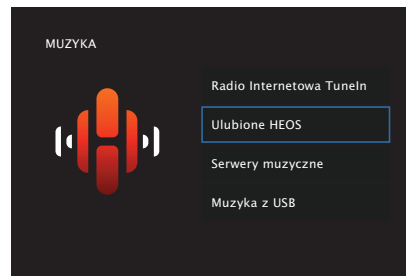 MUZYKA
Radio Internetowa TuneIn
Ulubione HEOS
Serwery muzyczne
Muzyka z USB